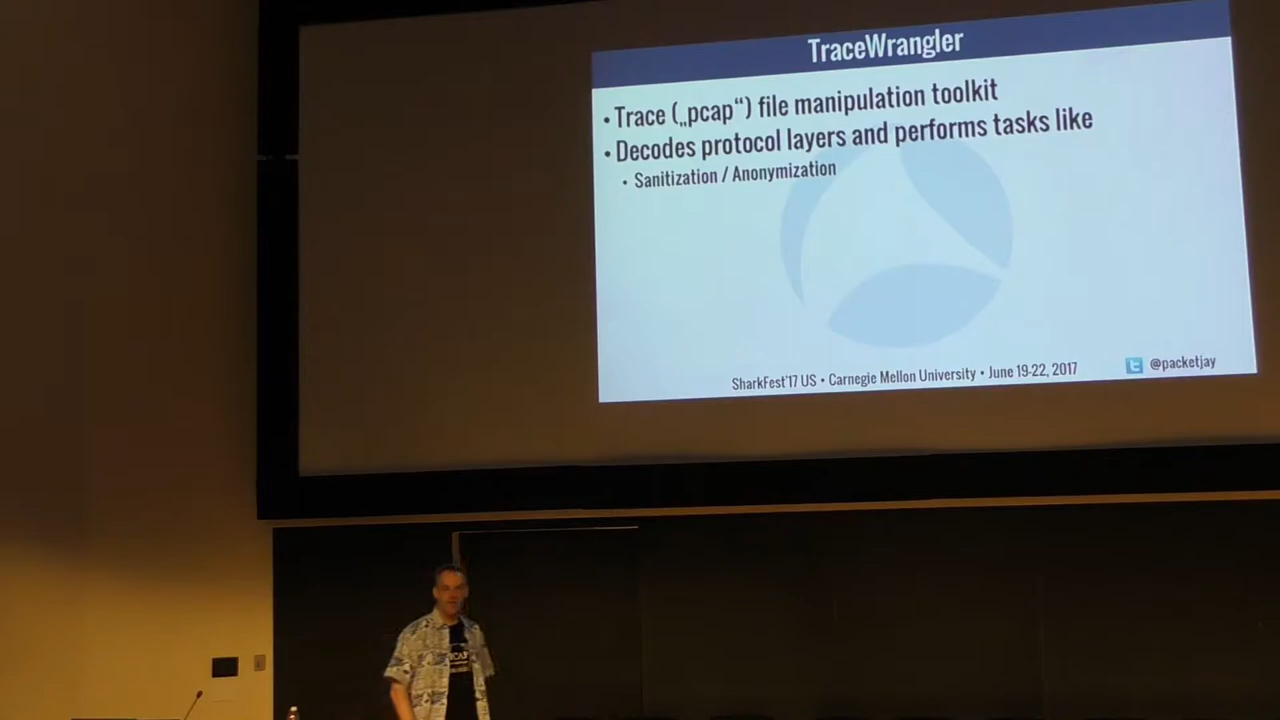 TraceWrangler
• Trace („pcap“) file manipulation toolkit
• Decodes protocol layers and performs tasks like
• Sanitization / Anonymization
SharkFest'17 US • Carnegie Mellon University • June 19-22, 2017
@packetjay